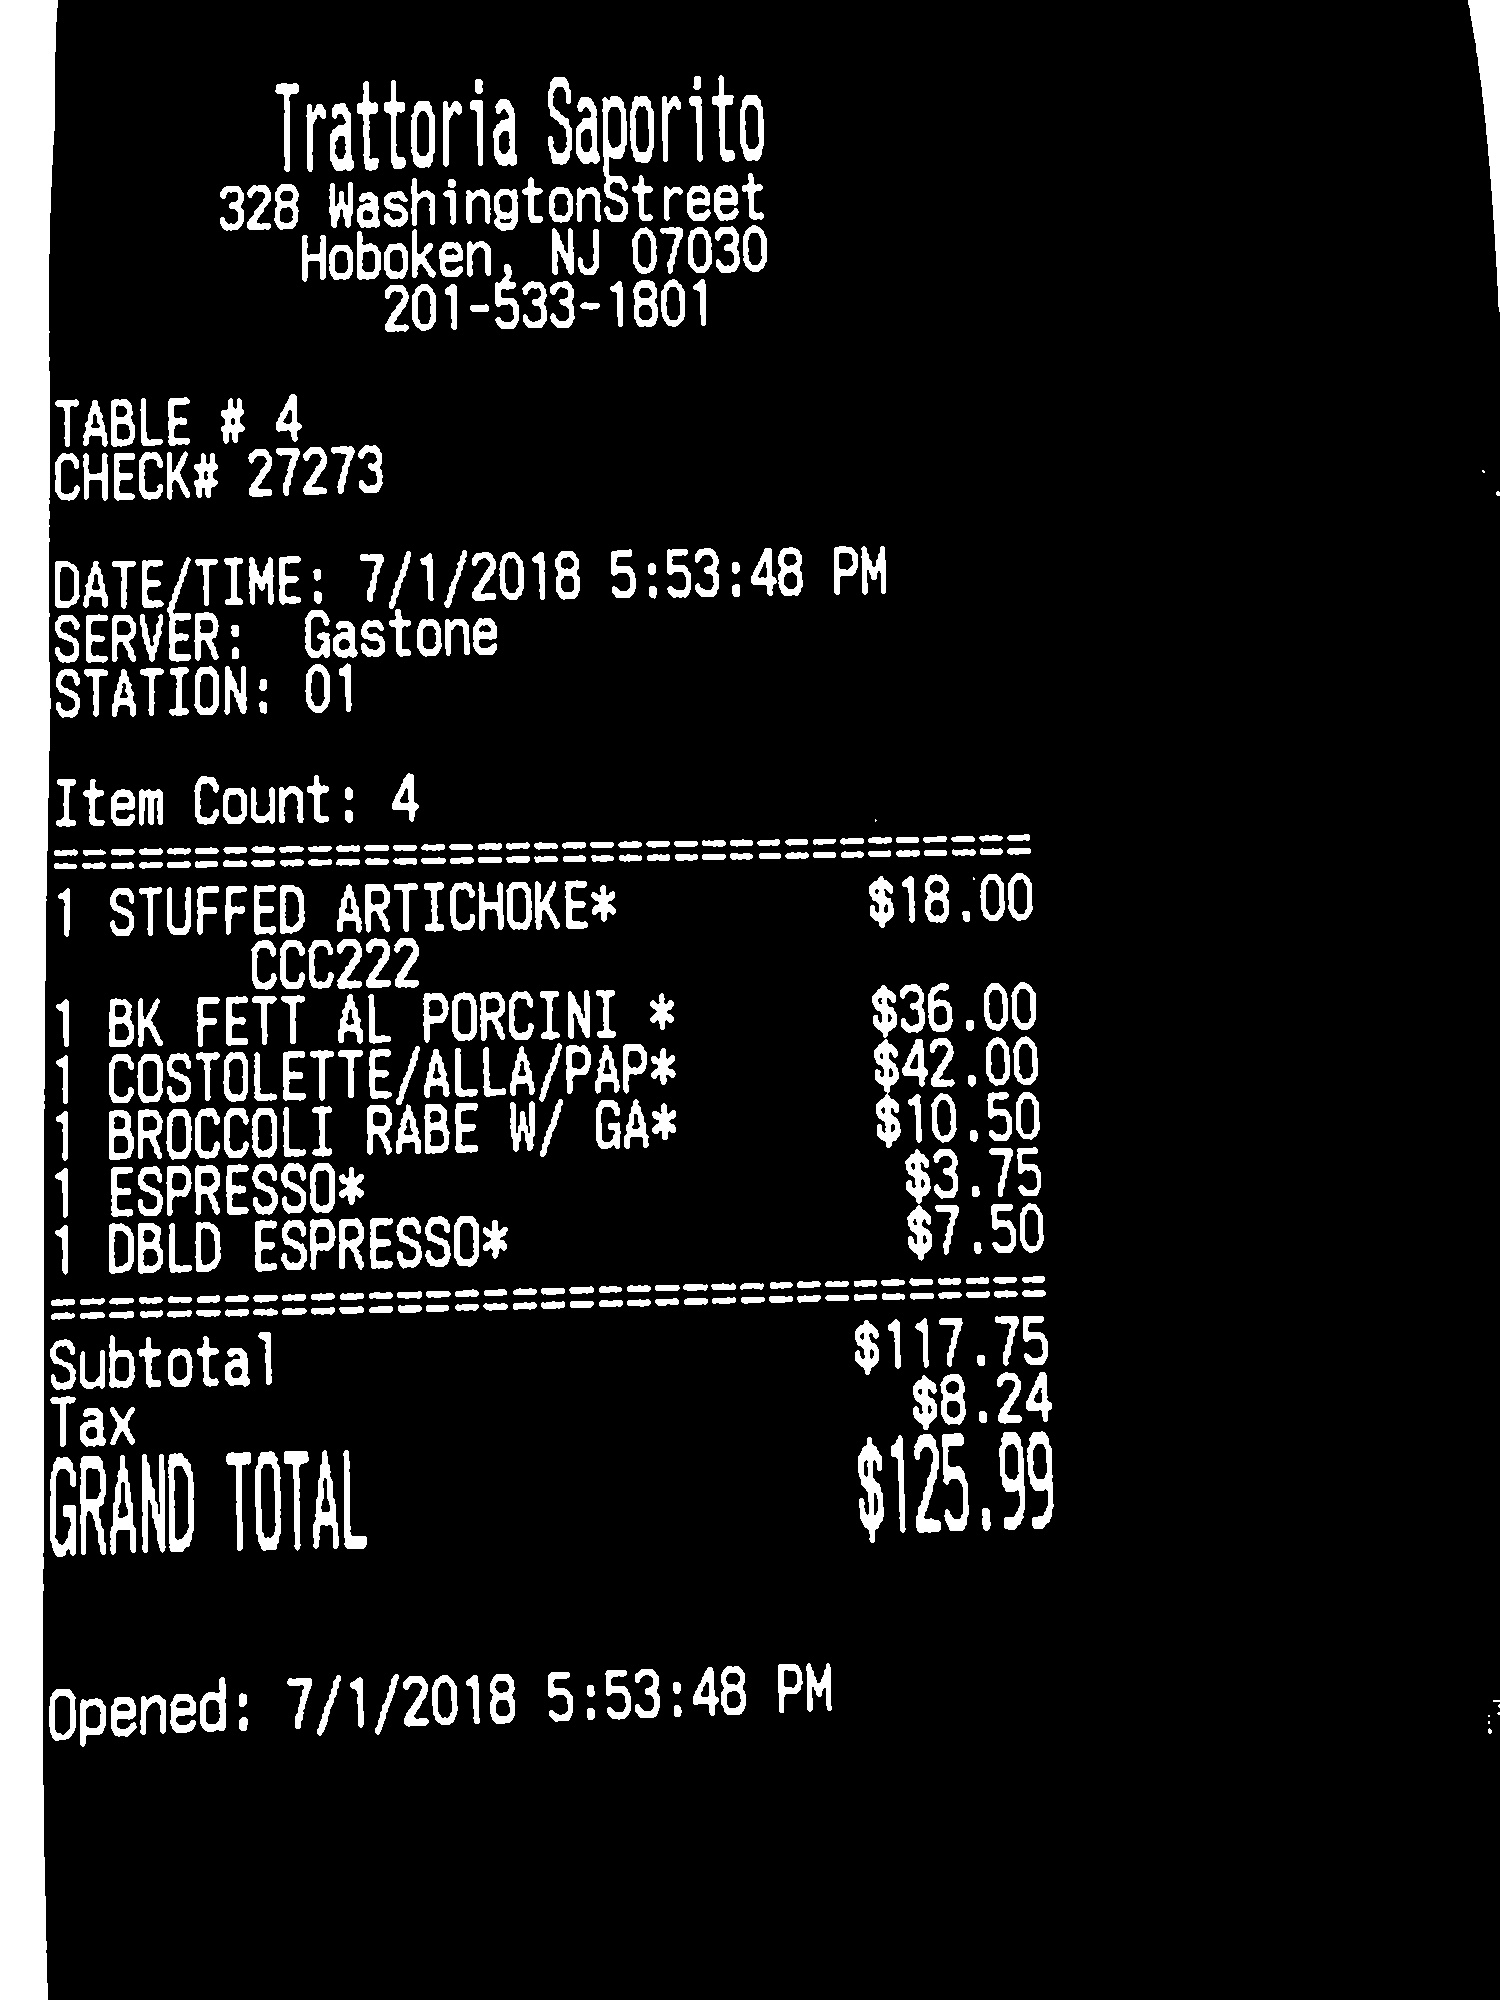 Trattoria Saporito
328 WashingtonStreet
Hoboken, NJ 07030
201-533-1801
TABLE # 4
CHECK# 27273
DATE/TIME: 7/1/2018 5:53:48 PM
SERVER: Gastone
STATION: 01
Item Count: 4
===================================
1 STUFFED ARTICHOKE* $18.00
CCC222
1 BK FETT AL PORCINI * $36.00
1 COSTOLETTE/ALLA/PAP* $42.00
1 BROCCOLI RABE W/ GA* $10.50
1 ESPRESSO* $3.75
1 DBLD ESPRESSO* $7.50
===================================
Subtotal $117.75
Tax $8.24
GRAND TOTAL $125.99
Opened: 7/1/2018 5:53:48 PM